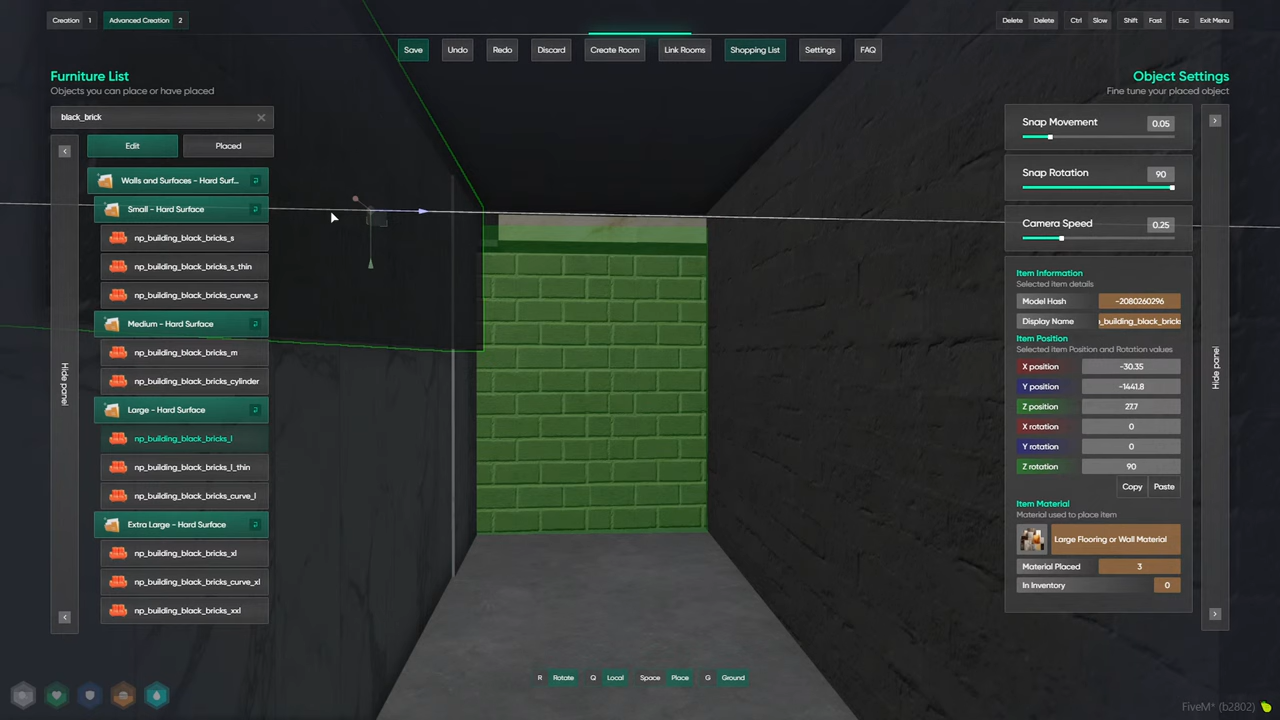 Creation 1 Advanced Creation 2
Delete Delete Ctrl Slow Shift Fast Esc Exit Menu
Save Undo Redo Discard Create Room Link Rooms Shopping List Settings FAQ
Furniture List
Objects you can place or have placed
black_brick
Edit Placed
Hide panel
Walls and Surfaces - Hard Surf...
Small - Hard Surface
np_building_black_bricks_s
np_building_black_bricks_s_thin
np_building_black_bricks_curve_s
Medium - Hard Surface
np_building_black_bricks_m
np_building_black_bricks_cylinder
Large - Hard Surface
np_building_black_bricks_l
np_building_black_bricks_l_thin
np_building_black_bricks_curve_l
Extra Large - Hard Surface
np_building_black_bricks_xl
np_building_black_bricks_curve_xl
np_building_black_bricks_xxl
Object Settings
Fine tune your placed object
Snap Movement 0.05
Snap Rotation 90
Camera Speed 0.25
Item Information
Selected item details
Model Hash -2080260296
Display Name _building_black_bricks
Item Position
Selected item Position and Rotation values
X position -30.35
Y position -1441.8
Z position 27.7
X rotation 0
Y rotation 0
Z rotation 90
Copy Paste
Item Material
Material used to place item
Large Flooring or Wall Material
Material Placed 3
In Inventory 0
Hide panel
R Rotate Q Local Space Place G Ground
FiveM* (b2802)